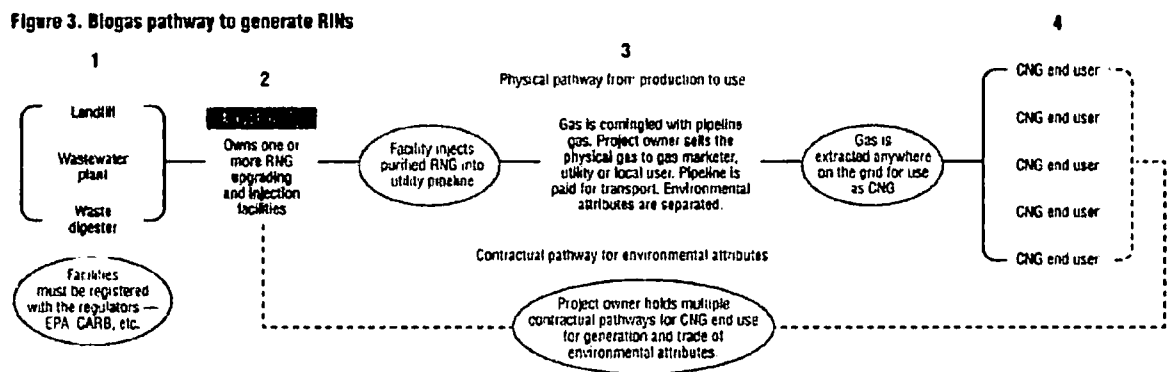 Figure 3. Biogas pathway to generate RINs
1
Landfill
Wastewater
plant
Waste
digester
Facilities
must be registered
with the regulators —
EPA, CARB, etc.
2
Owns one or
more RNG
upgrading
and injection
facilities
Facility injects
purified RNG into
utility pipeline
3
Physical pathway from production to use
Gas is comingled with pipeline
gas. Project owner sells the
physical gas to gas marketer,
utility or local user. Pipeline is
paid for transport. Environmental
attributes are separated.
Gas is
extracted anywhere
on the grid for use
as CNG
Contractual pathway for environmental attributes
Project owner holds multiple
contractual pathways for CNG end use
for generation and trade of
environmental attributes
4
CNG end user
CNG end user
CNG end user
CNG end user
CNG end user